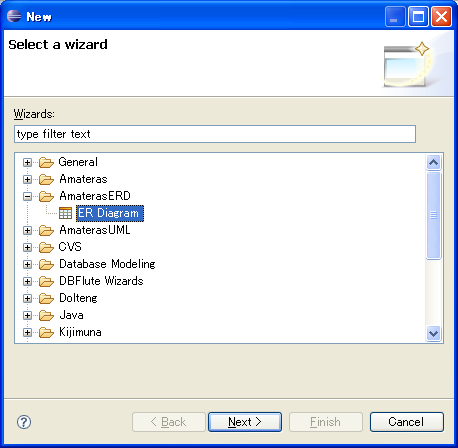 New
Select a wizard
Wizards:
type filter text
General
Amateras
AmaterasERD
ER Diagram
AmaterasUML
CVS
Database Modeling
DBFlute Wizards
Dolteng
Java
Kijimuna
?
< Back
Next >
Finish
Cancel